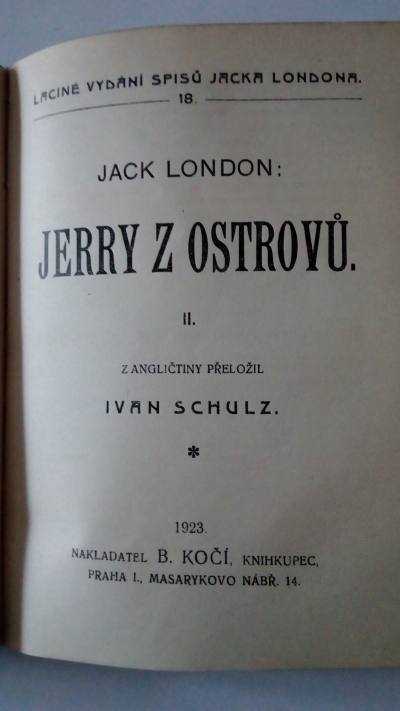 LACINÉ VYDÁNÍ SPISŮ JACKA LONDONA.
18.
JACK LONDON:
JERRY Z OSTROVŮ.
II.
Z ANGLIČTINY PŘELOŽIL
IVAN SCHULZ.
*
1923.
NAKLADATEL B. KOČÍ, KNIHKUPEC,
PRAHA I., MASARYKOVO NÁBŘ. 14.